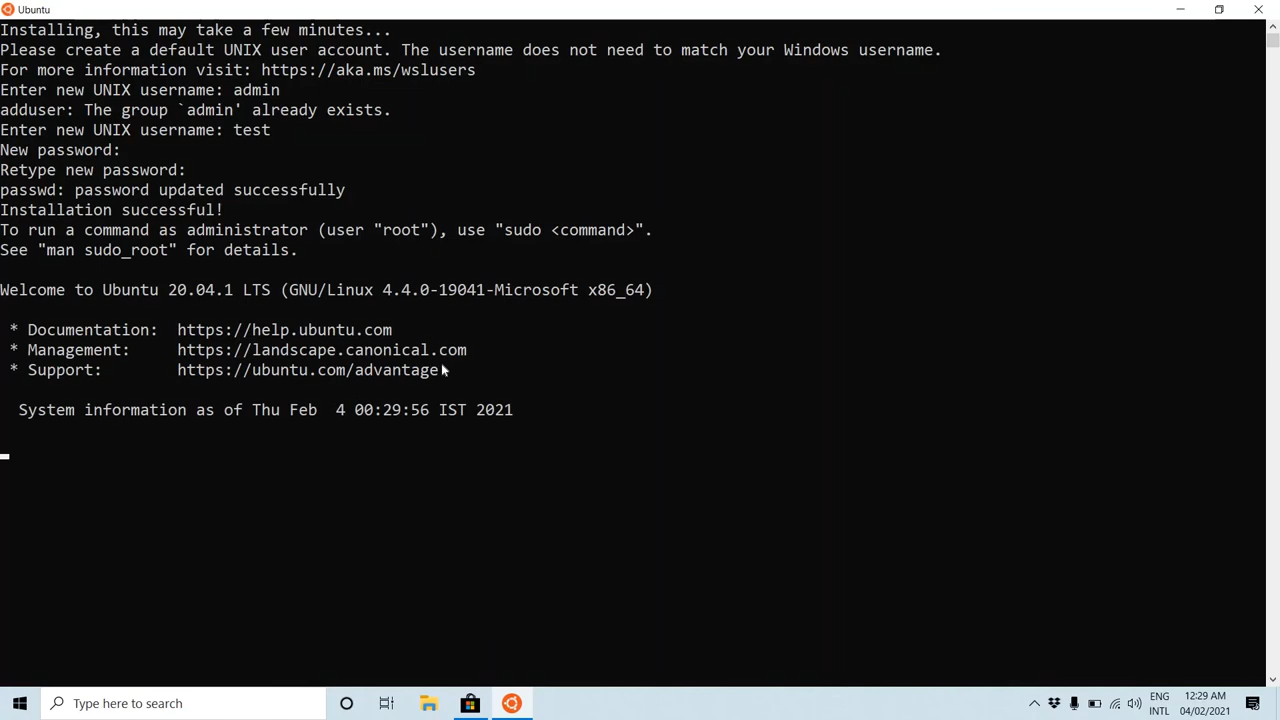 Ubuntu
Installing, this may take a few minutes...
Please create a default UNIX user account. The username does not need to match your Windows username.
For more information visit: https://aka.ms/wslusers
Enter new UNIX username: admin
adduser: The group `admin' already exists.
Enter new UNIX username: test
New password:
Retype new password:
passwd: password updated successfully
Installation successful!
To run a command as administrator (user "root"), use "sudo <command>".
See "man sudo_root" for details.
Welcome to Ubuntu 20.04.1 LTS (GNU/Linux 4.4.0-19041-Microsoft x86_64)
* Documentation:  https://help.ubuntu.com
* Management:     https://landscape.canonical.com
* Support:        https://ubuntu.com/advantage
System information as of Thu Feb  4 00:29:56 IST 2021
Type here to search
ENG
INTL
12:29 AM
04/02/2021